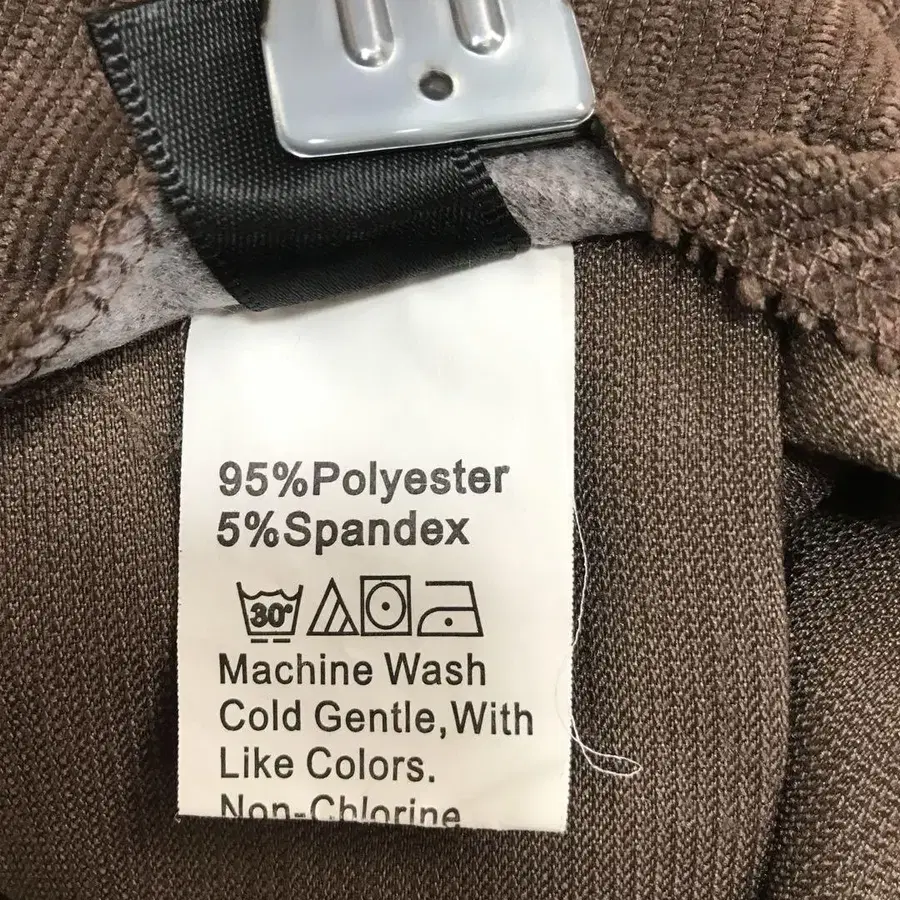 95%Polyester
5%Spandex
30°
Machine Wash
Cold Gentle,With
Like Colors.
Non-Chlorine